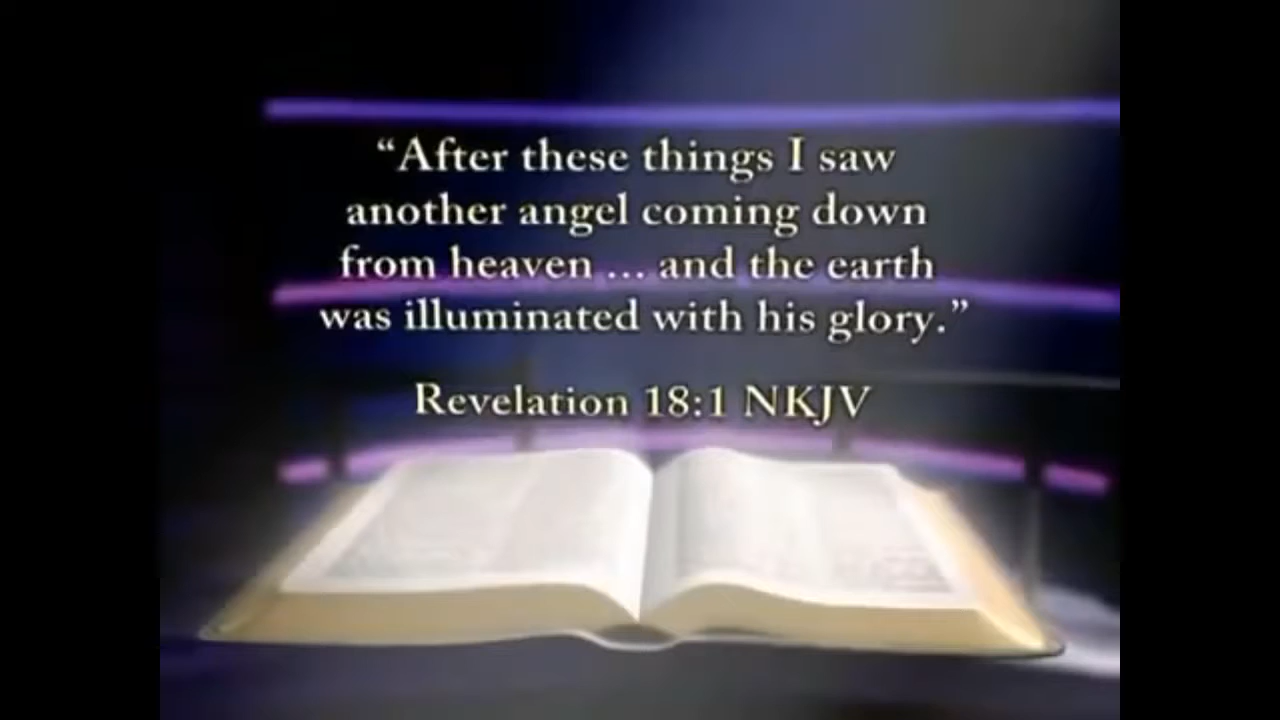 “After these things I saw
another angel coming down
from heaven ... and the earth
was illuminated with his glory.”
Revelation 18:1 NKJV